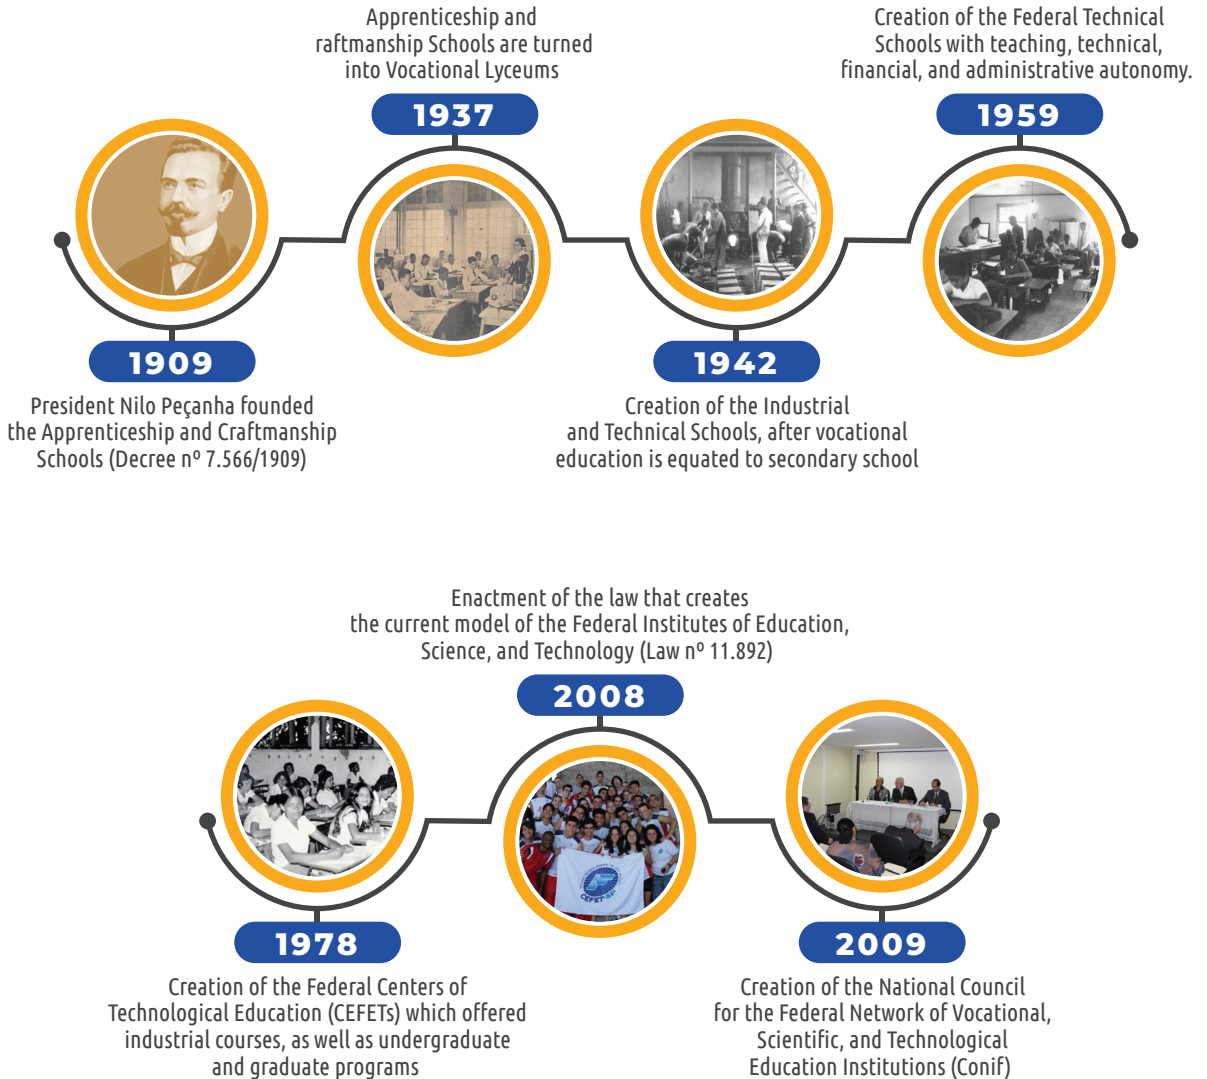 Apprenticeship and
raftmanship Schools are turned
into Vocational Lyceums
Creation of the Federal Technical
Schools with teaching, technical,
financial, and administrative autonomy.
1937
1959
1909
1942
President Nilo Peçanha founded
the Apprenticeship and Craftmanship
Schools (Decree nº 7.566/1909)
Creation of the Industrial
and Technical Schools, after vocational
education is equated to secondary school
Enactment of the law that creates
the current model of the Federal Institutes of Education,
Science, and Technology (Law nº 11.892)
2008
CEFET-SP
1978
2009
Creation of the Federal Centers of
Technological Education (CEFETs) which offered
industrial courses, as well as undergraduate
and graduate programs
Creation of the National Council
for the Federal Network of Vocational,
Scientific, and Technological
Education Institutions (Conif)